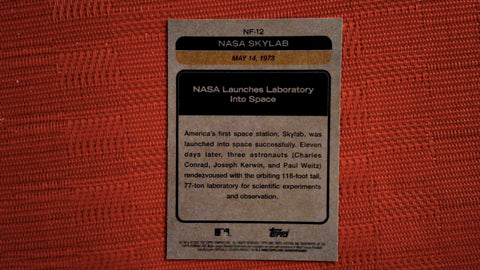 NF-12
NASA SKYLAB
MAY 14, 1973
NASA Launches Laboratory
Into Space
America's first space station, Skylab, was
launched into space successfully. Eleven
days later, three astronauts (Charles
Conrad, Joseph Kerwin, and Paul Weitz)
rendezvoused with the orbiting 118-foot tall,
77-ton laboratory for scientific experiments
and observation.
Topps